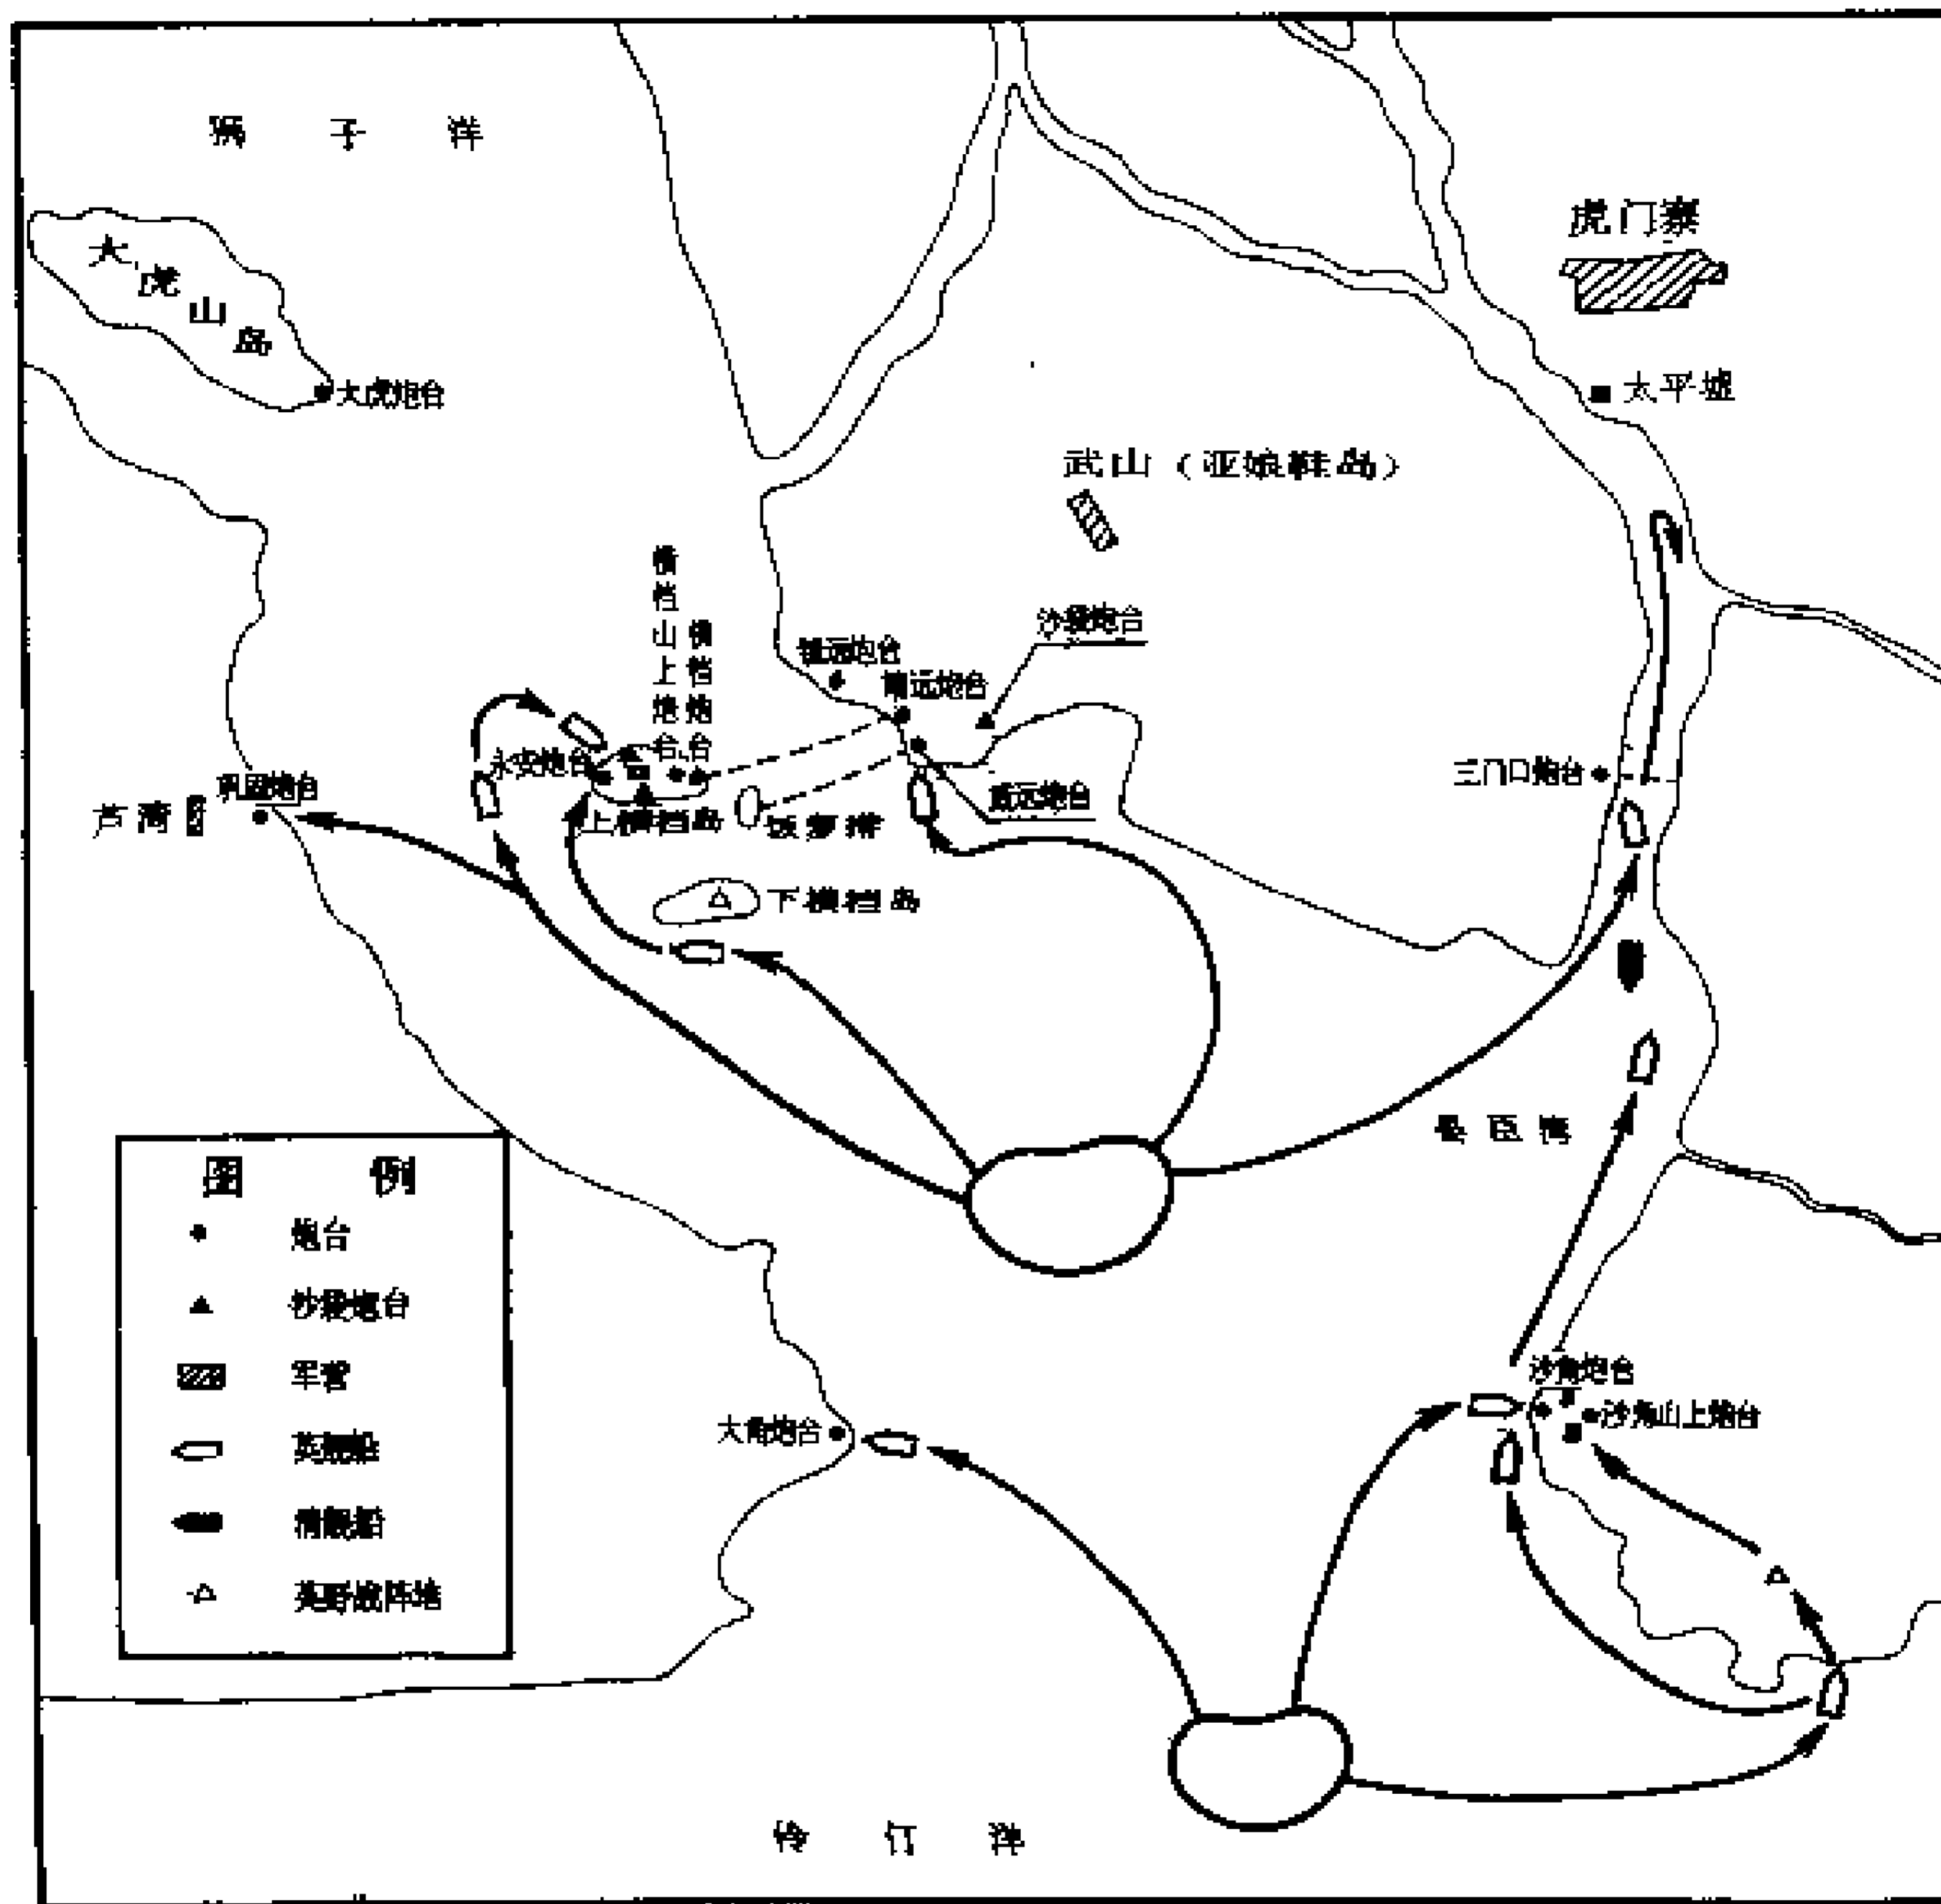 狮子洋
大虎山岛
大虎炮台
虎门寨
太平墟
武山（亚娘鞋岛）
沙袋炮台
镇远炮台
靖远炮台
威远炮台
横档山上炮台
横档炮台
永安炮台
上横档岛
饭箩排
下横档岛
三门口炮台
芦湾
巩固炮台
晏臣湾
图例
炮台
沙袋炮台
军营
英舰船
清舰船
英野战阵地
沙角炮台
沙角山上炮台
大角炮台
伶仃洋